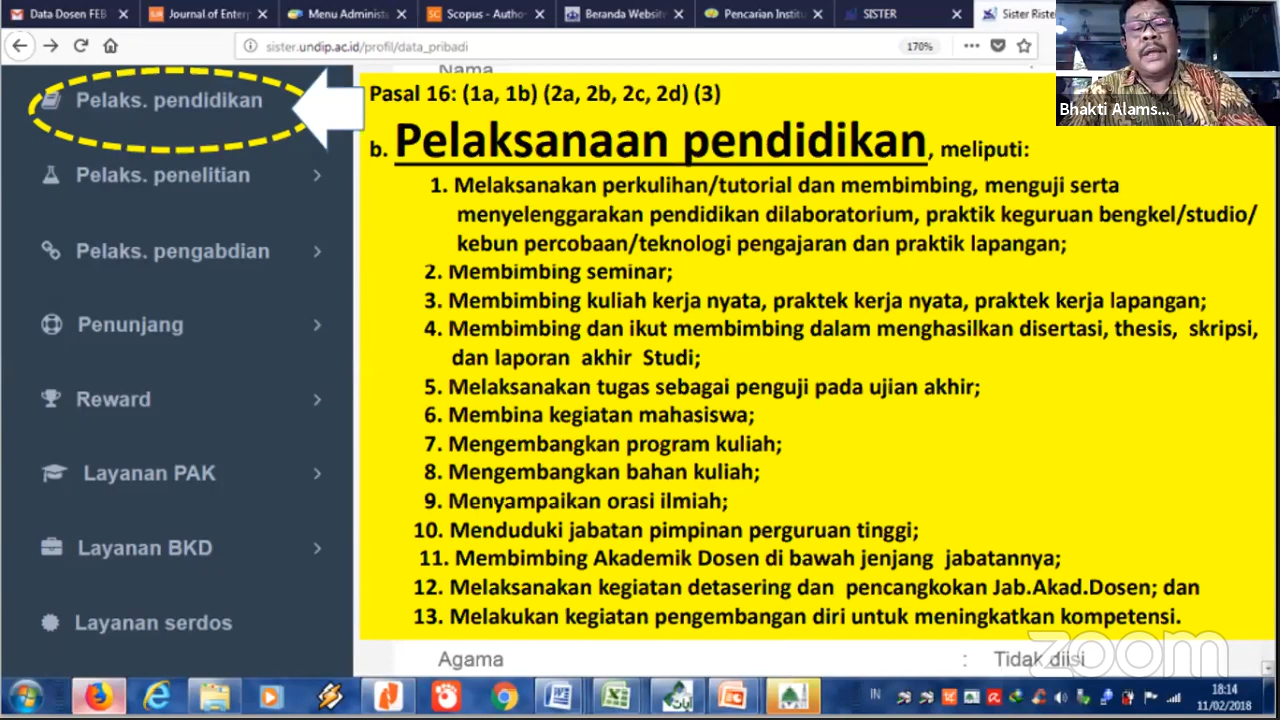 Data Dosen FEB
Journal of Enter
Menu Administ
Scopus - Autho
Beranda Websit
Pencarian Institu
SISTER
Sister Riste
sister.undip.ac.id/profil/data_pribadi
170%
Nama
Bhakti Alams...
Pelaks. pendidikan
Pelaks. penelitian
Pelaks. pengabdian
Penunjang
Reward
Layanan PAK
Layanan BKD
Layanan serdos
Pasal 16: (1a, 1b) (2a, 2b, 2c, 2d) (3)
b. Pelaksanaan pendidikan, meliputi:
1. Melaksanakan perkulihan/tutorial dan membimbing, menguji serta
menyelenggarakan pendidikan dilaboratorium, praktik keguruan bengkel/studio/
kebun percobaan/teknologi pengajaran dan praktik lapangan;
2. Membimbing seminar;
3. Membimbing kuliah kerja nyata, praktek kerja nyata, praktek kerja lapangan;
4. Membimbing dan ikut membimbing dalam menghasilkan disertasi, thesis, skripsi,
dan laporan akhir Studi;
5. Melaksanakan tugas sebagai penguji pada ujian akhir;
6. Membina kegiatan mahasiswa;
7. Mengembangkan program kuliah;
8. Mengembangkan bahan kuliah;
9. Menyampaikan orasi ilmiah;
10. Menduduki jabatan pimpinan perguruan tinggi;
11. Membimbing Akademik Dosen di bawah jenjang jabatannya;
12. Melaksanakan kegiatan detasering dan pencangkokan Jab.Akad.Dosen; dan
13. Melakukan kegiatan pengembangan diri untuk meningkatkan kompetensi.
Agama : Tidak diisi
zoom
IN
18:14
11/02/2018